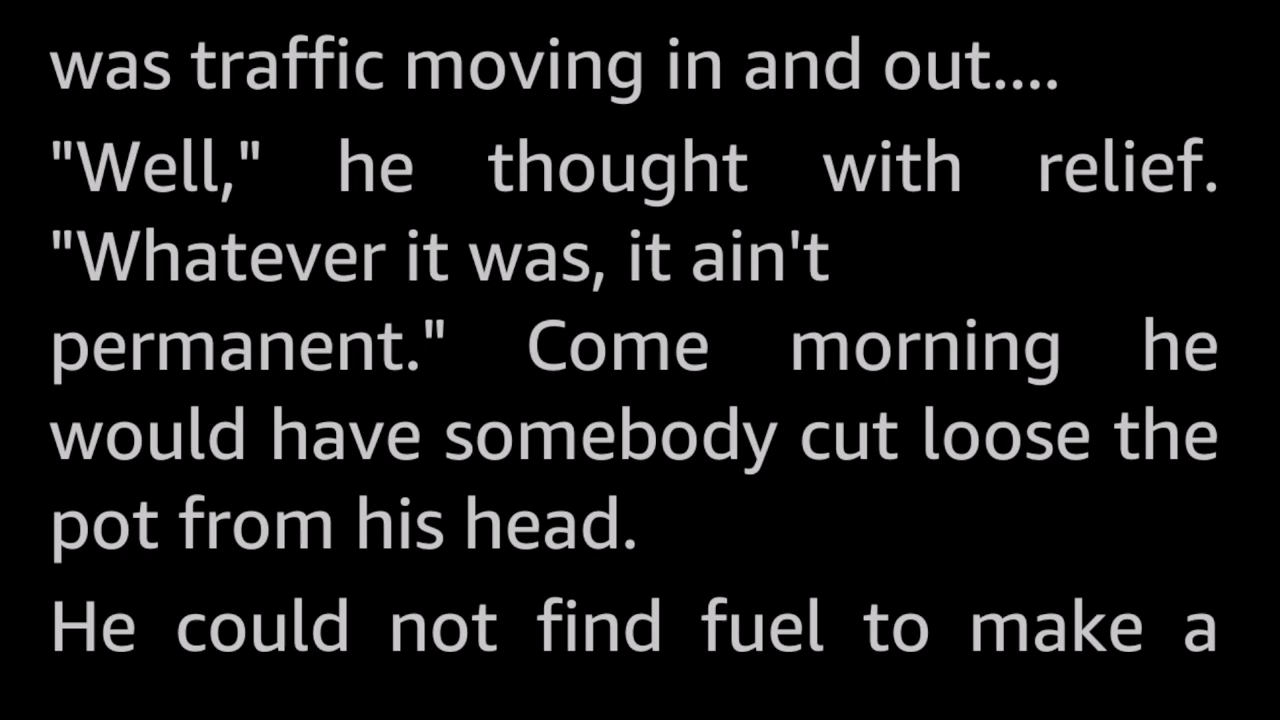 was traffic moving in and out....
"Well," he thought with relief.
"Whatever it was, it ain't
permanent." Come morning he
would have somebody cut loose the
pot from his head.
He could not find fuel to make a